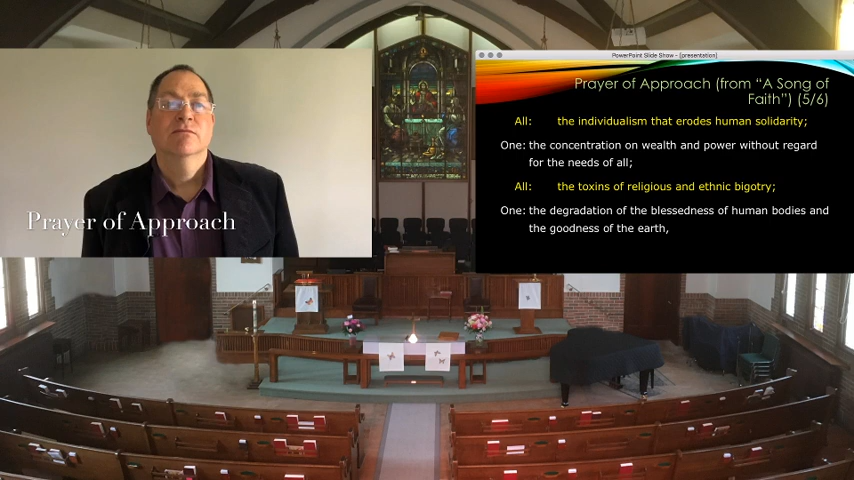 Prayer of Approach
PowerPoint Slide Show - [presentation]
Prayer of Approach (from “A Song of
Faith”) (5/6)
All: the individualism that erodes human solidarity;
One: the concentration on wealth and power without regard
for the needs of all;
All: the toxins of religious and ethnic bigotry;
One: the degradation of the blessedness of human bodies and
the goodness of the earth,